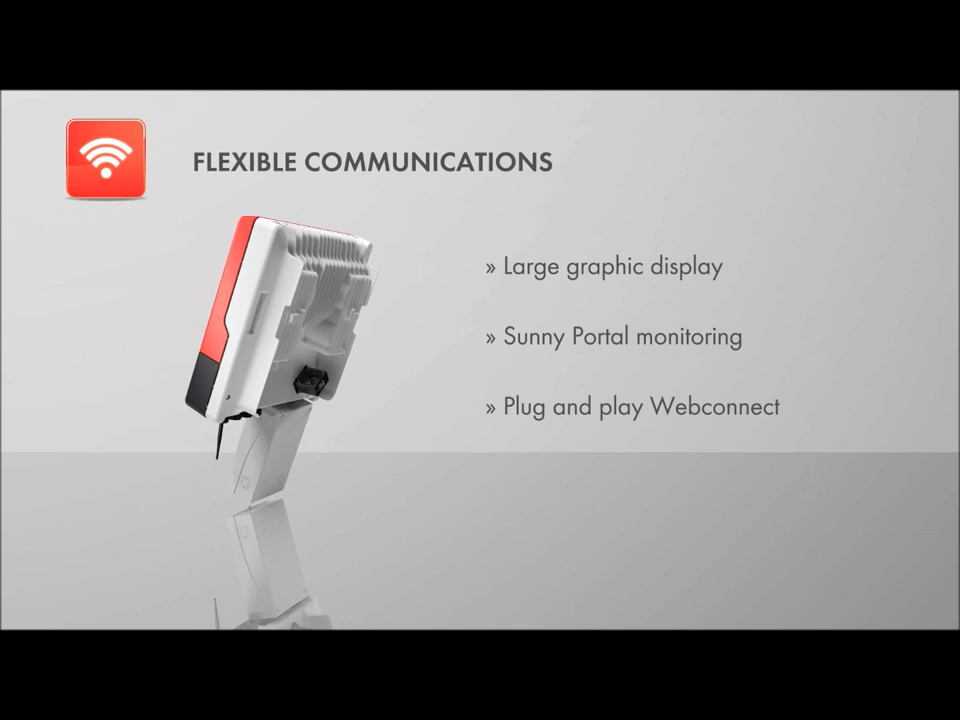 FLEXIBLE COMMUNICATIONS
» Large graphic display
» Sunny Portal monitoring
» Plug and play Webconnect